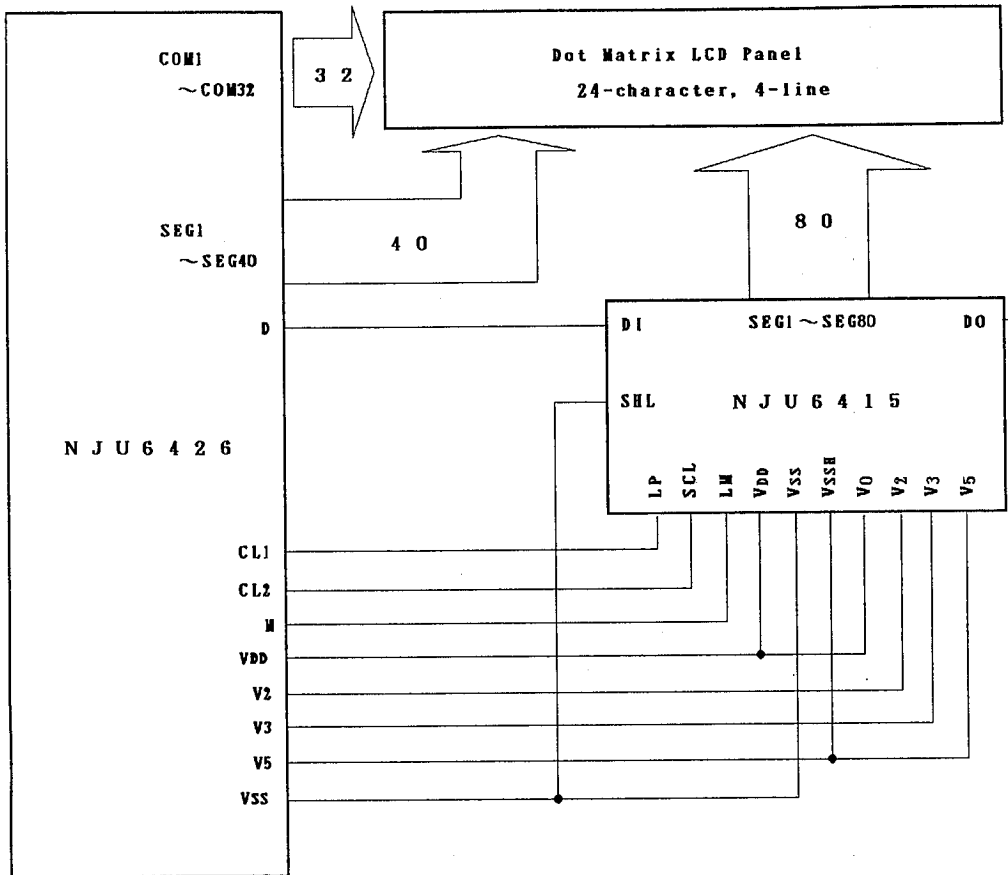 COM1
~COM32
3 2
Dot Matrix LCD Panel
24-character, 4-line
SEG1
~SEG40
4 0
8 0
D
DI
SEG1~SEG80
DO
SHL
N J U 6 4 1 5
N J U 6 4 2 6
LP
SCL
LM
VDD
VSS
VSSH
V0
V2
V3
V5
CL1
CL2
M
VDD
V2
V3
V5
VSS